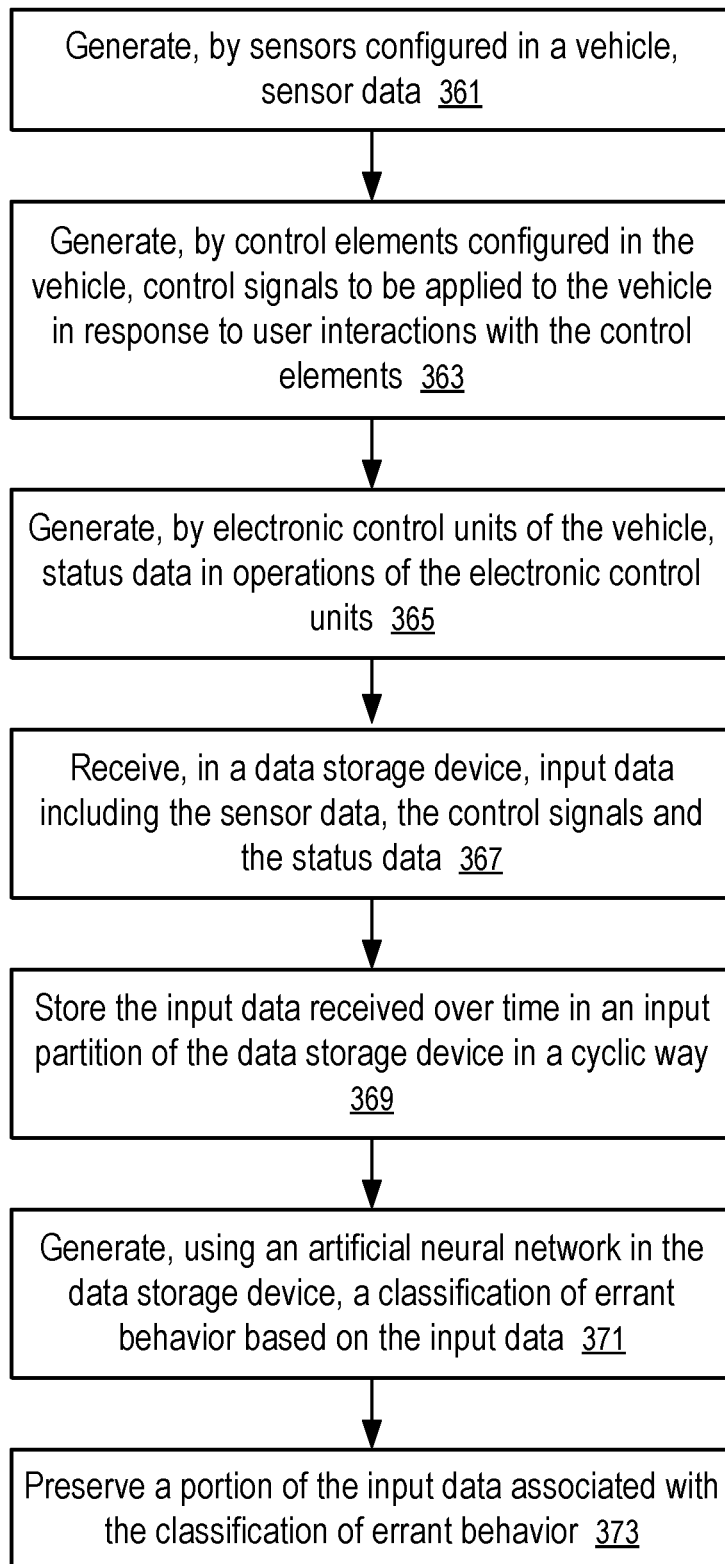 Generate, by sensors configured in a vehicle,
sensor data 361
Generate, by control elements configured in the
vehicle, control signals to be applied to the vehicle
in response to user interactions with the control
elements 363
Generate, by electronic control units of the vehicle,
status data in operations of the electronic control
units 365
Receive, in a data storage device, input data
including the sensor data, the control signals and
the status data 367
Store the input data received over time in an input
partition of the data storage device in a cyclic way
369
Generate, using an artificial neural network in the
data storage device, a classification of errant
behavior based on the input data 371
Preserve a portion of the input data associated with
the classification of errant behavior 373